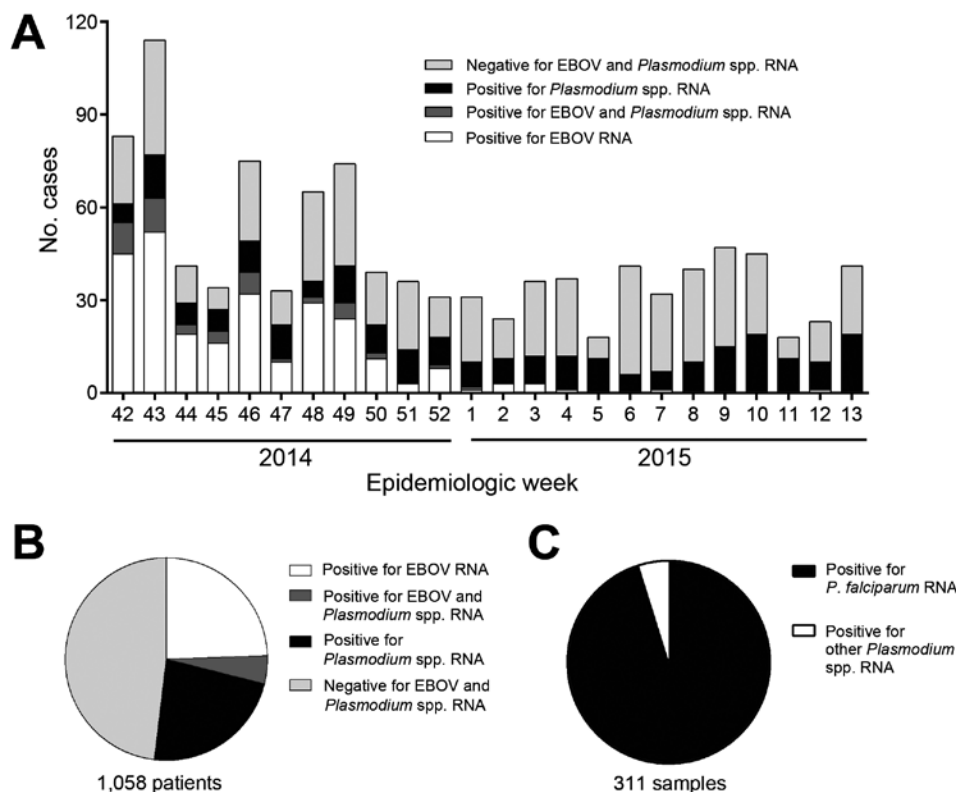 A
120
90
60
30
0
No. cases
Negative for EBOV and Plasmodium spp. RNA
Positive for Plasmodium spp. RNA
Positive for EBOV and Plasmodium spp. RNA
Positive for EBOV RNA
42 43 44 45 46 47 48 49 50 51 52 1 2 3 4 5 6 7 8 9 10 11 12 13
2014 2015
Epidemiologic week
B
Positive for EBOV RNA
Positive for EBOV and
Plasmodium spp. RNA
Positive for
Plasmodium spp. RNA
Negative for EBOV and
Plasmodium spp. RNA
1,058 patients
C
Positive for
P. falciparum RNA
Positive for
other Plasmodium
spp. RNA
311 samples